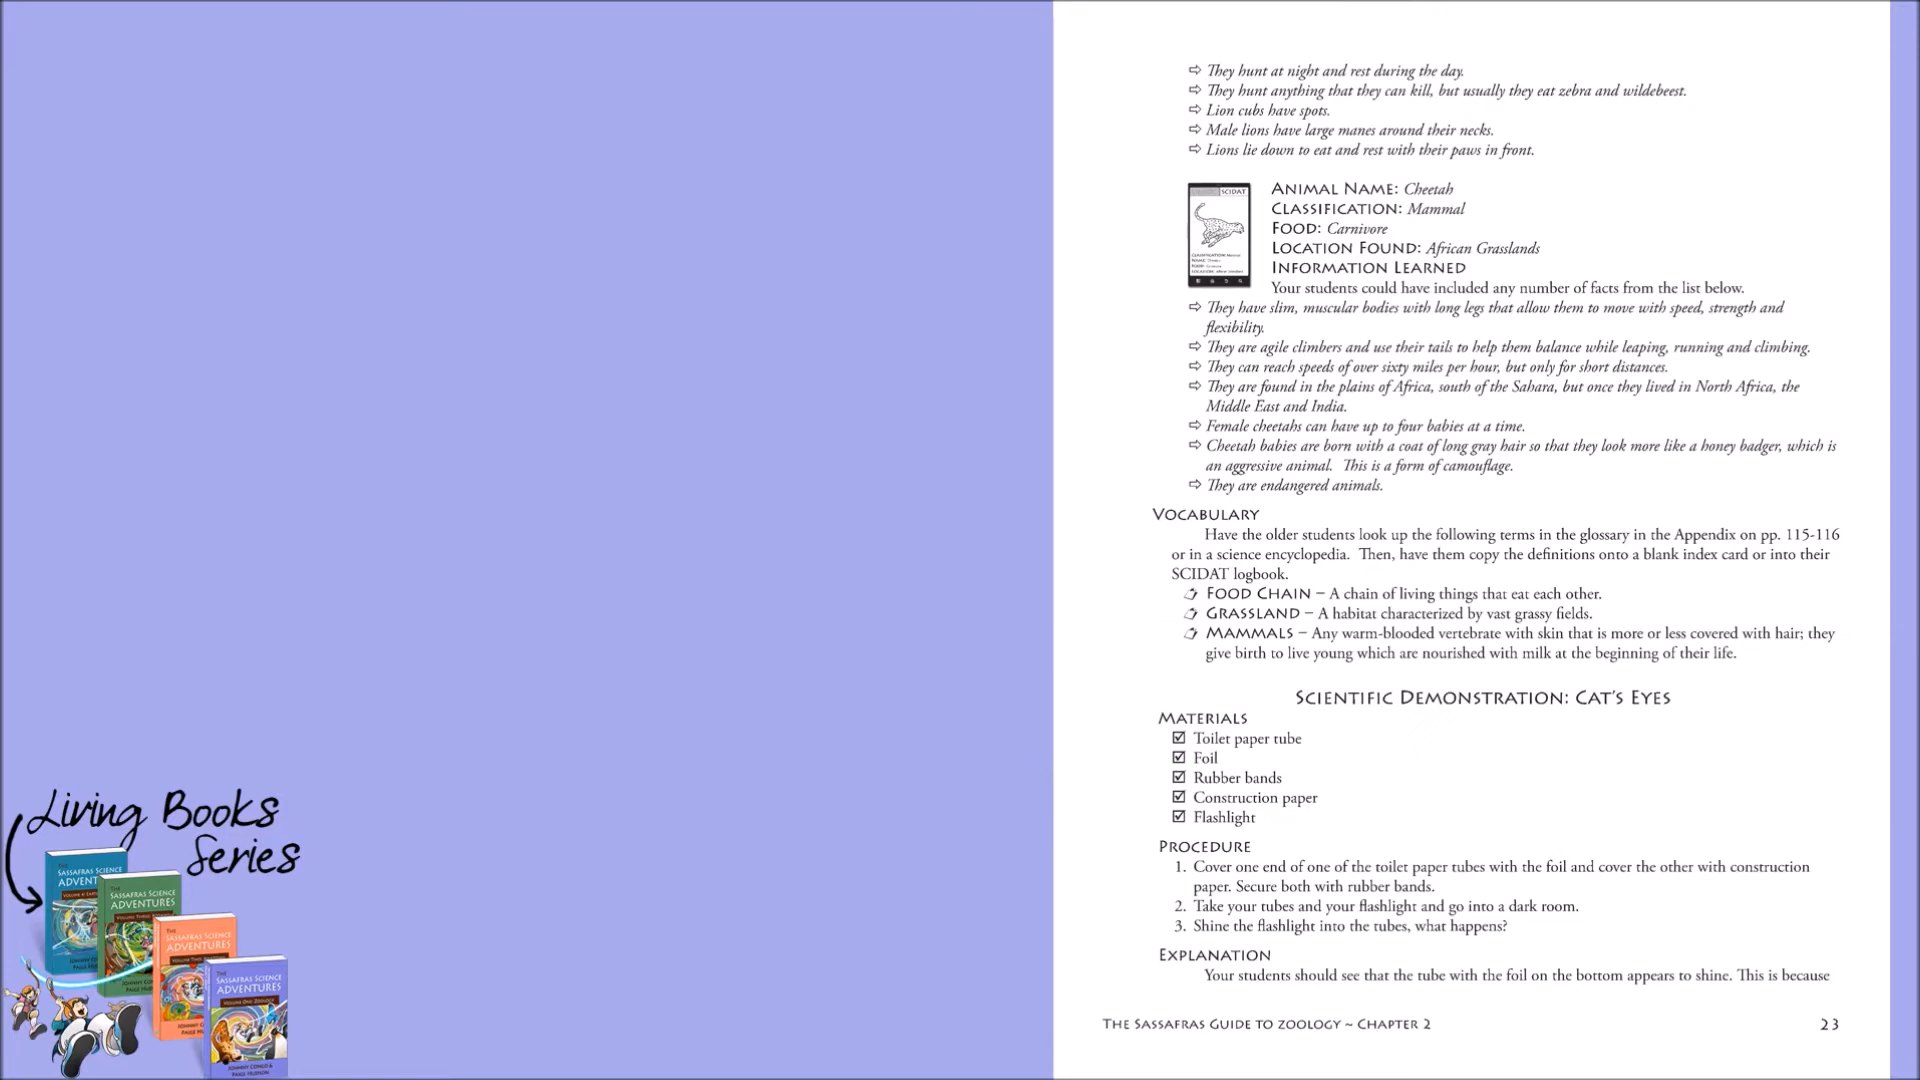 ⇨ They hunt at night and rest during the day.
⇨ They hunt anything that they can kill, but usually they eat zebra and wildebeest.
⇨ Lion cubs have spots.
⇨ Male lions have large manes around their necks.
⇨ Lions lie down to eat and rest with their paws in front.
SCIDAT
ANIMAL NAME: Cheetah
CLASSIFICATION: Mammal
FOOD: Carnivore
LOCATION FOUND: African Grasslands
INFORMATION LEARNED
Your students could have included any number of facts from the list below.
⇨ They have slim, muscular bodies with long legs that allow them to move with speed, strength and
flexibility.
⇨ They are agile climbers and use their tails to help them balance while leaping, running and climbing.
⇨ They can reach speeds of over sixty miles per hour, but only for short distances.
⇨ They are found in the plains of Africa, south of the Sahara, but once they lived in North Africa, the
Middle East and India.
⇨ Female cheetahs can have up to four babies at a time.
⇨ Cheetah babies are born with a coat of long gray hair so that they look more like a honey badger, which is
an aggressive animal. This is a form of camouflage.
⇨ They are endangered animals.
VOCABULARY
Have the older students look up the following terms in the glossary in the Appendix on pp. 115-116
or in a science encyclopedia. Then, have them copy the definitions onto a blank index card or into their
SCIDAT logbook.
FOOD CHAIN – A chain of living things that eat each other.
GRASSLAND – A habitat characterized by vast grassy fields.
MAMMALS – Any warm-blooded vertebrate with skin that is more or less covered with hair; they
give birth to live young which are nourished with milk at the beginning of their life.
SCIENTIFIC DEMONSTRATION: CAT'S EYES
MATERIALS
☑ Toilet paper tube
☑ Foil
☑ Rubber bands
☑ Construction paper
☑ Flashlight
PROCEDURE
1. Cover one end of one of the toilet paper tubes with the foil and cover the other with construction
paper. Secure both with rubber bands.
2. Take your tubes and your flashlight and go into a dark room.
3. Shine the flashlight into the tubes, what happens?
EXPLANATION
Your students should see that the tube with the foil on the bottom appears to shine. This is because
THE SASSAFRAS GUIDE TO ZOOLOGY ~ CHAPTER 2
23
Living Books
Series
THE
SASSAFRAS SCIENCE
ADVENT
THE
SASSAFRAS SCIENCE
ADVENTURES
THE
SASSAFRAS SCIENCE
ADVENTURES
THE
SASSAFRAS SCIENCE
ADVENTURES
VOLUME ONE: ZOOLOGY
JOHNNY CONGO &
PAIGE HUDSON